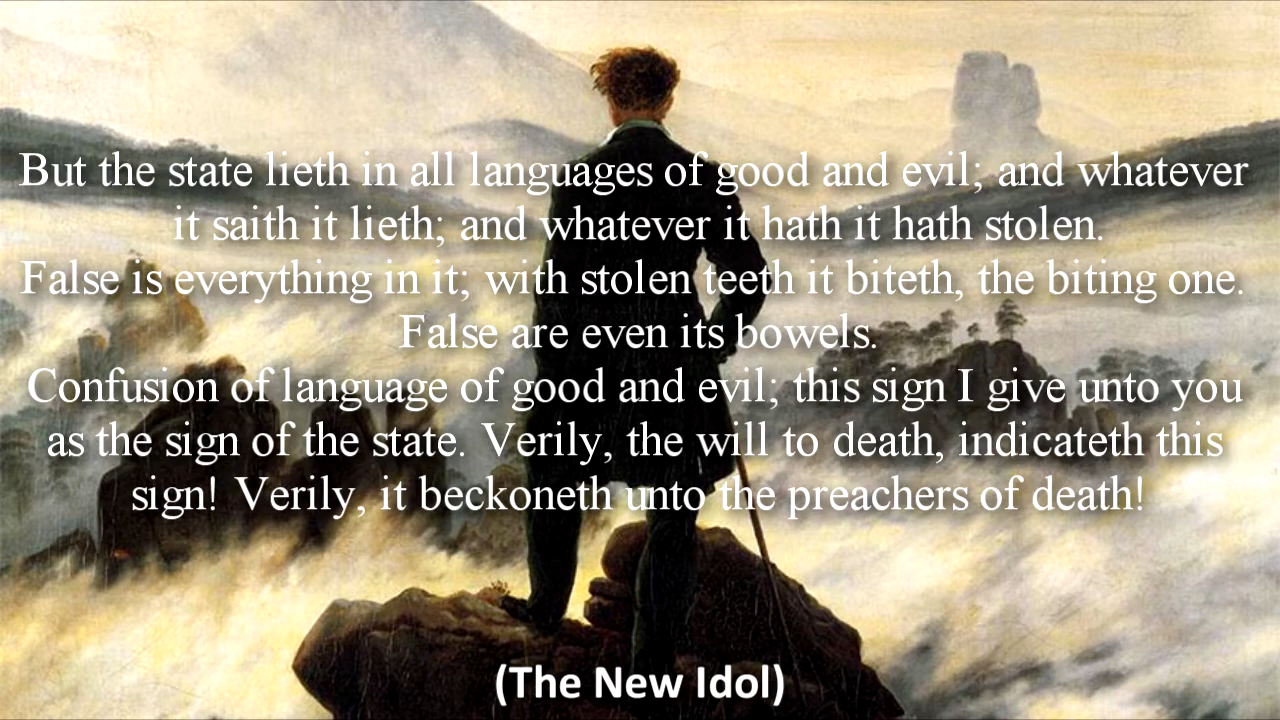 But the state lieth in all languages of good and evil; and whatever
it saith it lieth; and whatever it hath it hath stolen.
False is everything in it; with stolen teeth it biteth, the biting one.
False are even its bowels.
Confusion of language of good and evil; this sign I give unto you
as the sign of the state. Verily, the will to death, indicateth this
sign! Verily, it beckoneth unto the preachers of death!
(The New Idol)